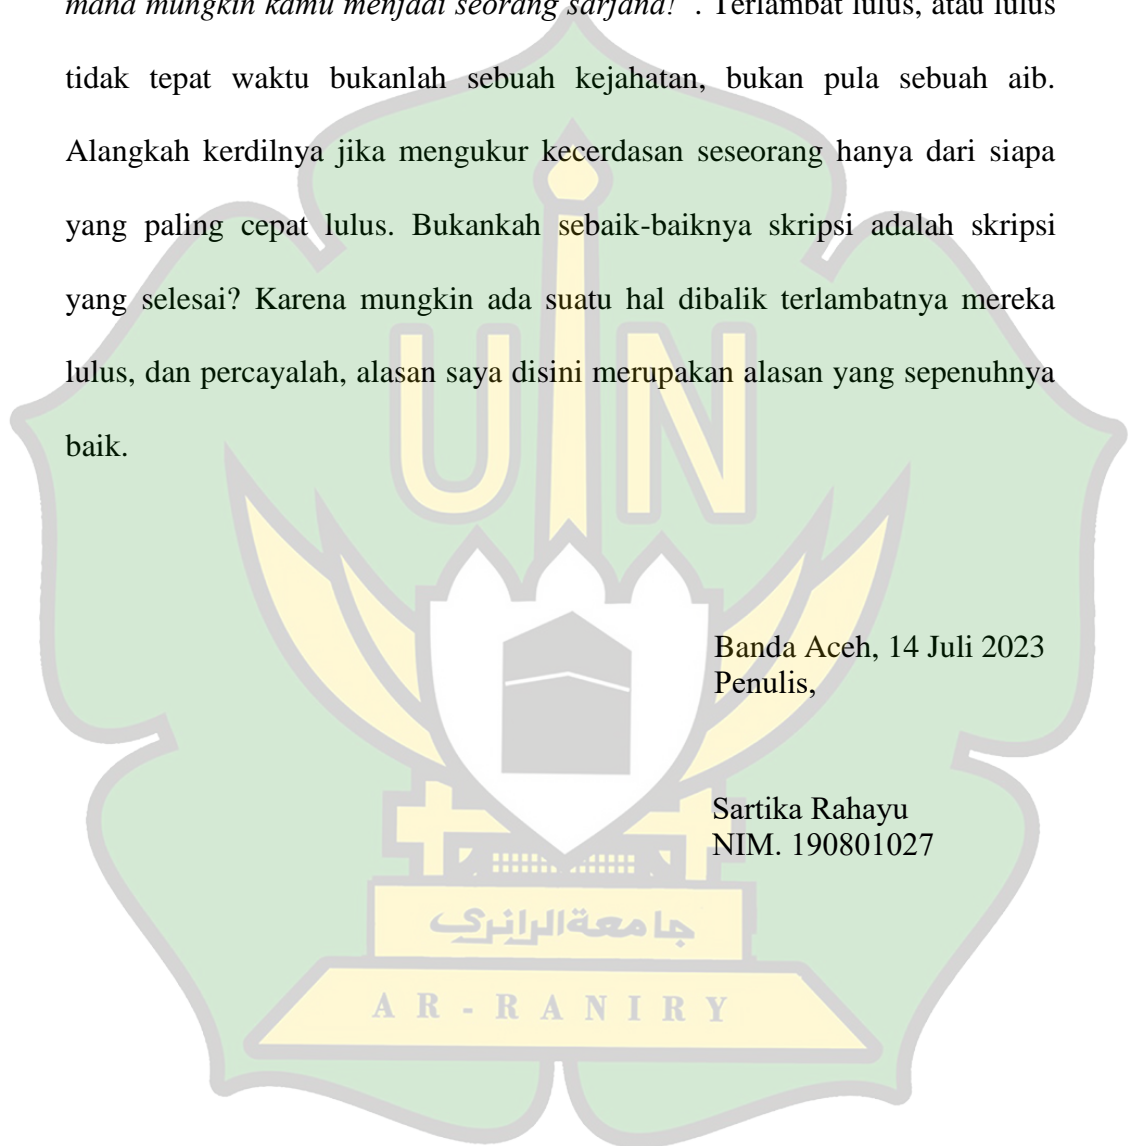 mana mungkin kamu menjadi seorang sarjana!". Terlambat lulus, atau lulus
tidak tepat waktu bukanlah sebuah kejahatan, bukan pula sebuah aib.
Alangkah kerdilnya jika mengukur kecerdasan seseorang hanya dari siapa
yang paling cepat lulus. Bukankah sebaik-baiknya skripsi adalah skripsi
yang selesai? Karena mungkin ada suatu hal dibalik terlambatnya mereka
lulus, dan percayalah, alasan saya disini merupakan alasan yang sepenuhnya
baik.
UIN
Banda Aceh, 14 Juli 2023
Penulis,
Sartika Rahayu
NIM. 190801027
جامعة الرانري
AR-RANIRY